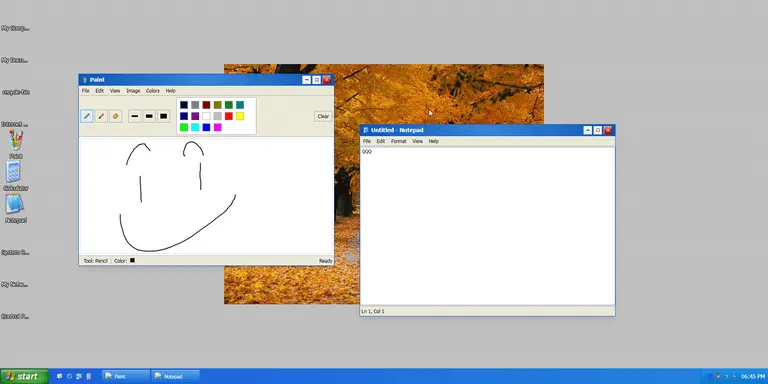 My Comp...
My Docu...
recycle-bin
Internet ...
Paint
Calculator
Notepad
System R...
My Netw...
Control P...
Paint
File Edit View Image Colors Help
Clear
Tool: Pencil Color:
Ready
Untitled - Notepad
File Edit Format View Help
QQQ
Ln 1, Col 1
start
Paint
Notepad
06:45 PM